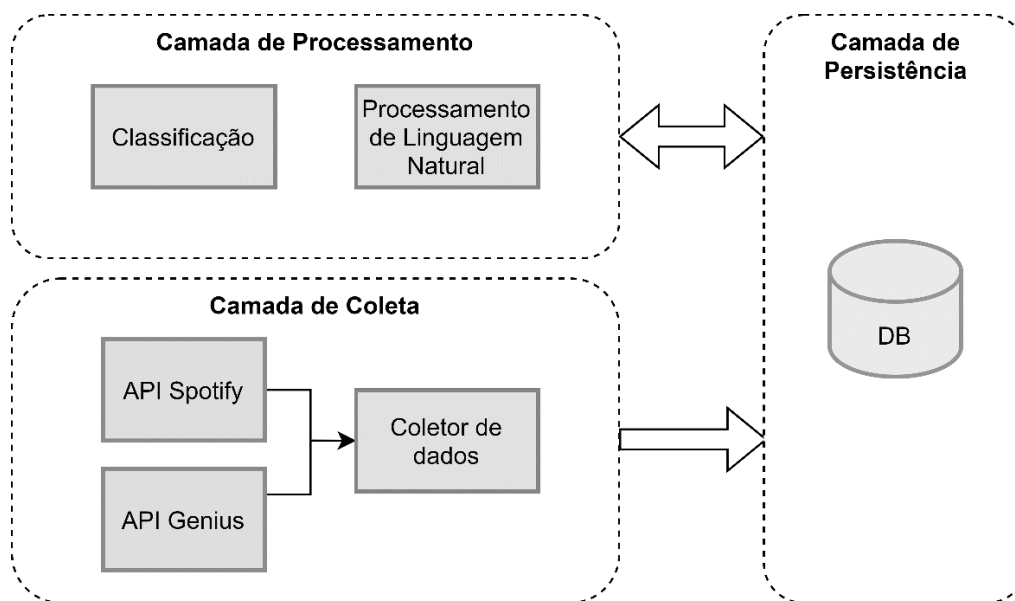 Camada de Processamento
Classificação
Processamento
de Linguagem
Natural
Camada de
Persistência
DB
Camada de Coleta
API Spotify
API Genius
Coletor de
dados